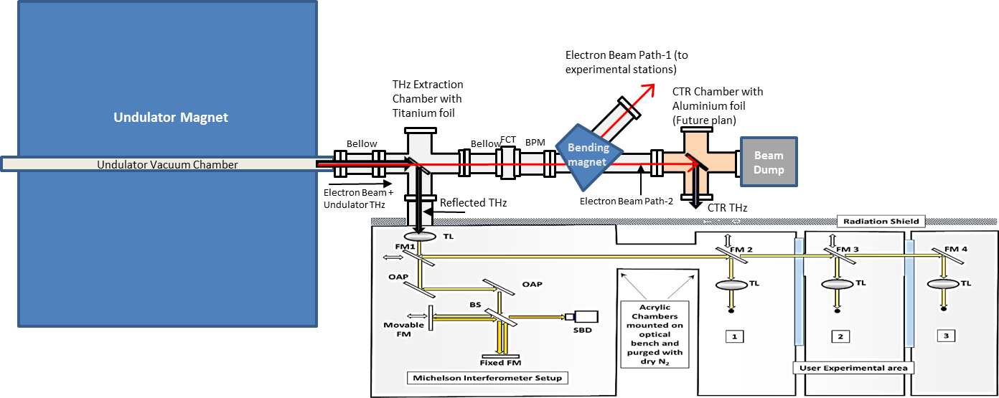 Electron Beam Path-1 (to
experimental stations)
THz Extraction
Chamber with
Titanium foil
CTR Chamber with
Aluminium foil
(Future plan)
Undulator Magnet
Bellow
Bellow
FCT
BPM
Bending
magnet
Beam
Dump
Undulator Vacuum Chamber
Electron Beam +
Undulator THz
Reflected THz
Electron Beam Path-2
CTR THz
Radiation Shield
TL
FM1
FM 2
FM 3
FM 4
OAP
OAP
TL
TL
TL
BS
Movable
FM
SBD
Acrylic
Chambers
mounted on
optical
bench and
purged with
dry N₂
1
2
3
Fixed FM
Michelson Interferometer Setup
User Experimental area